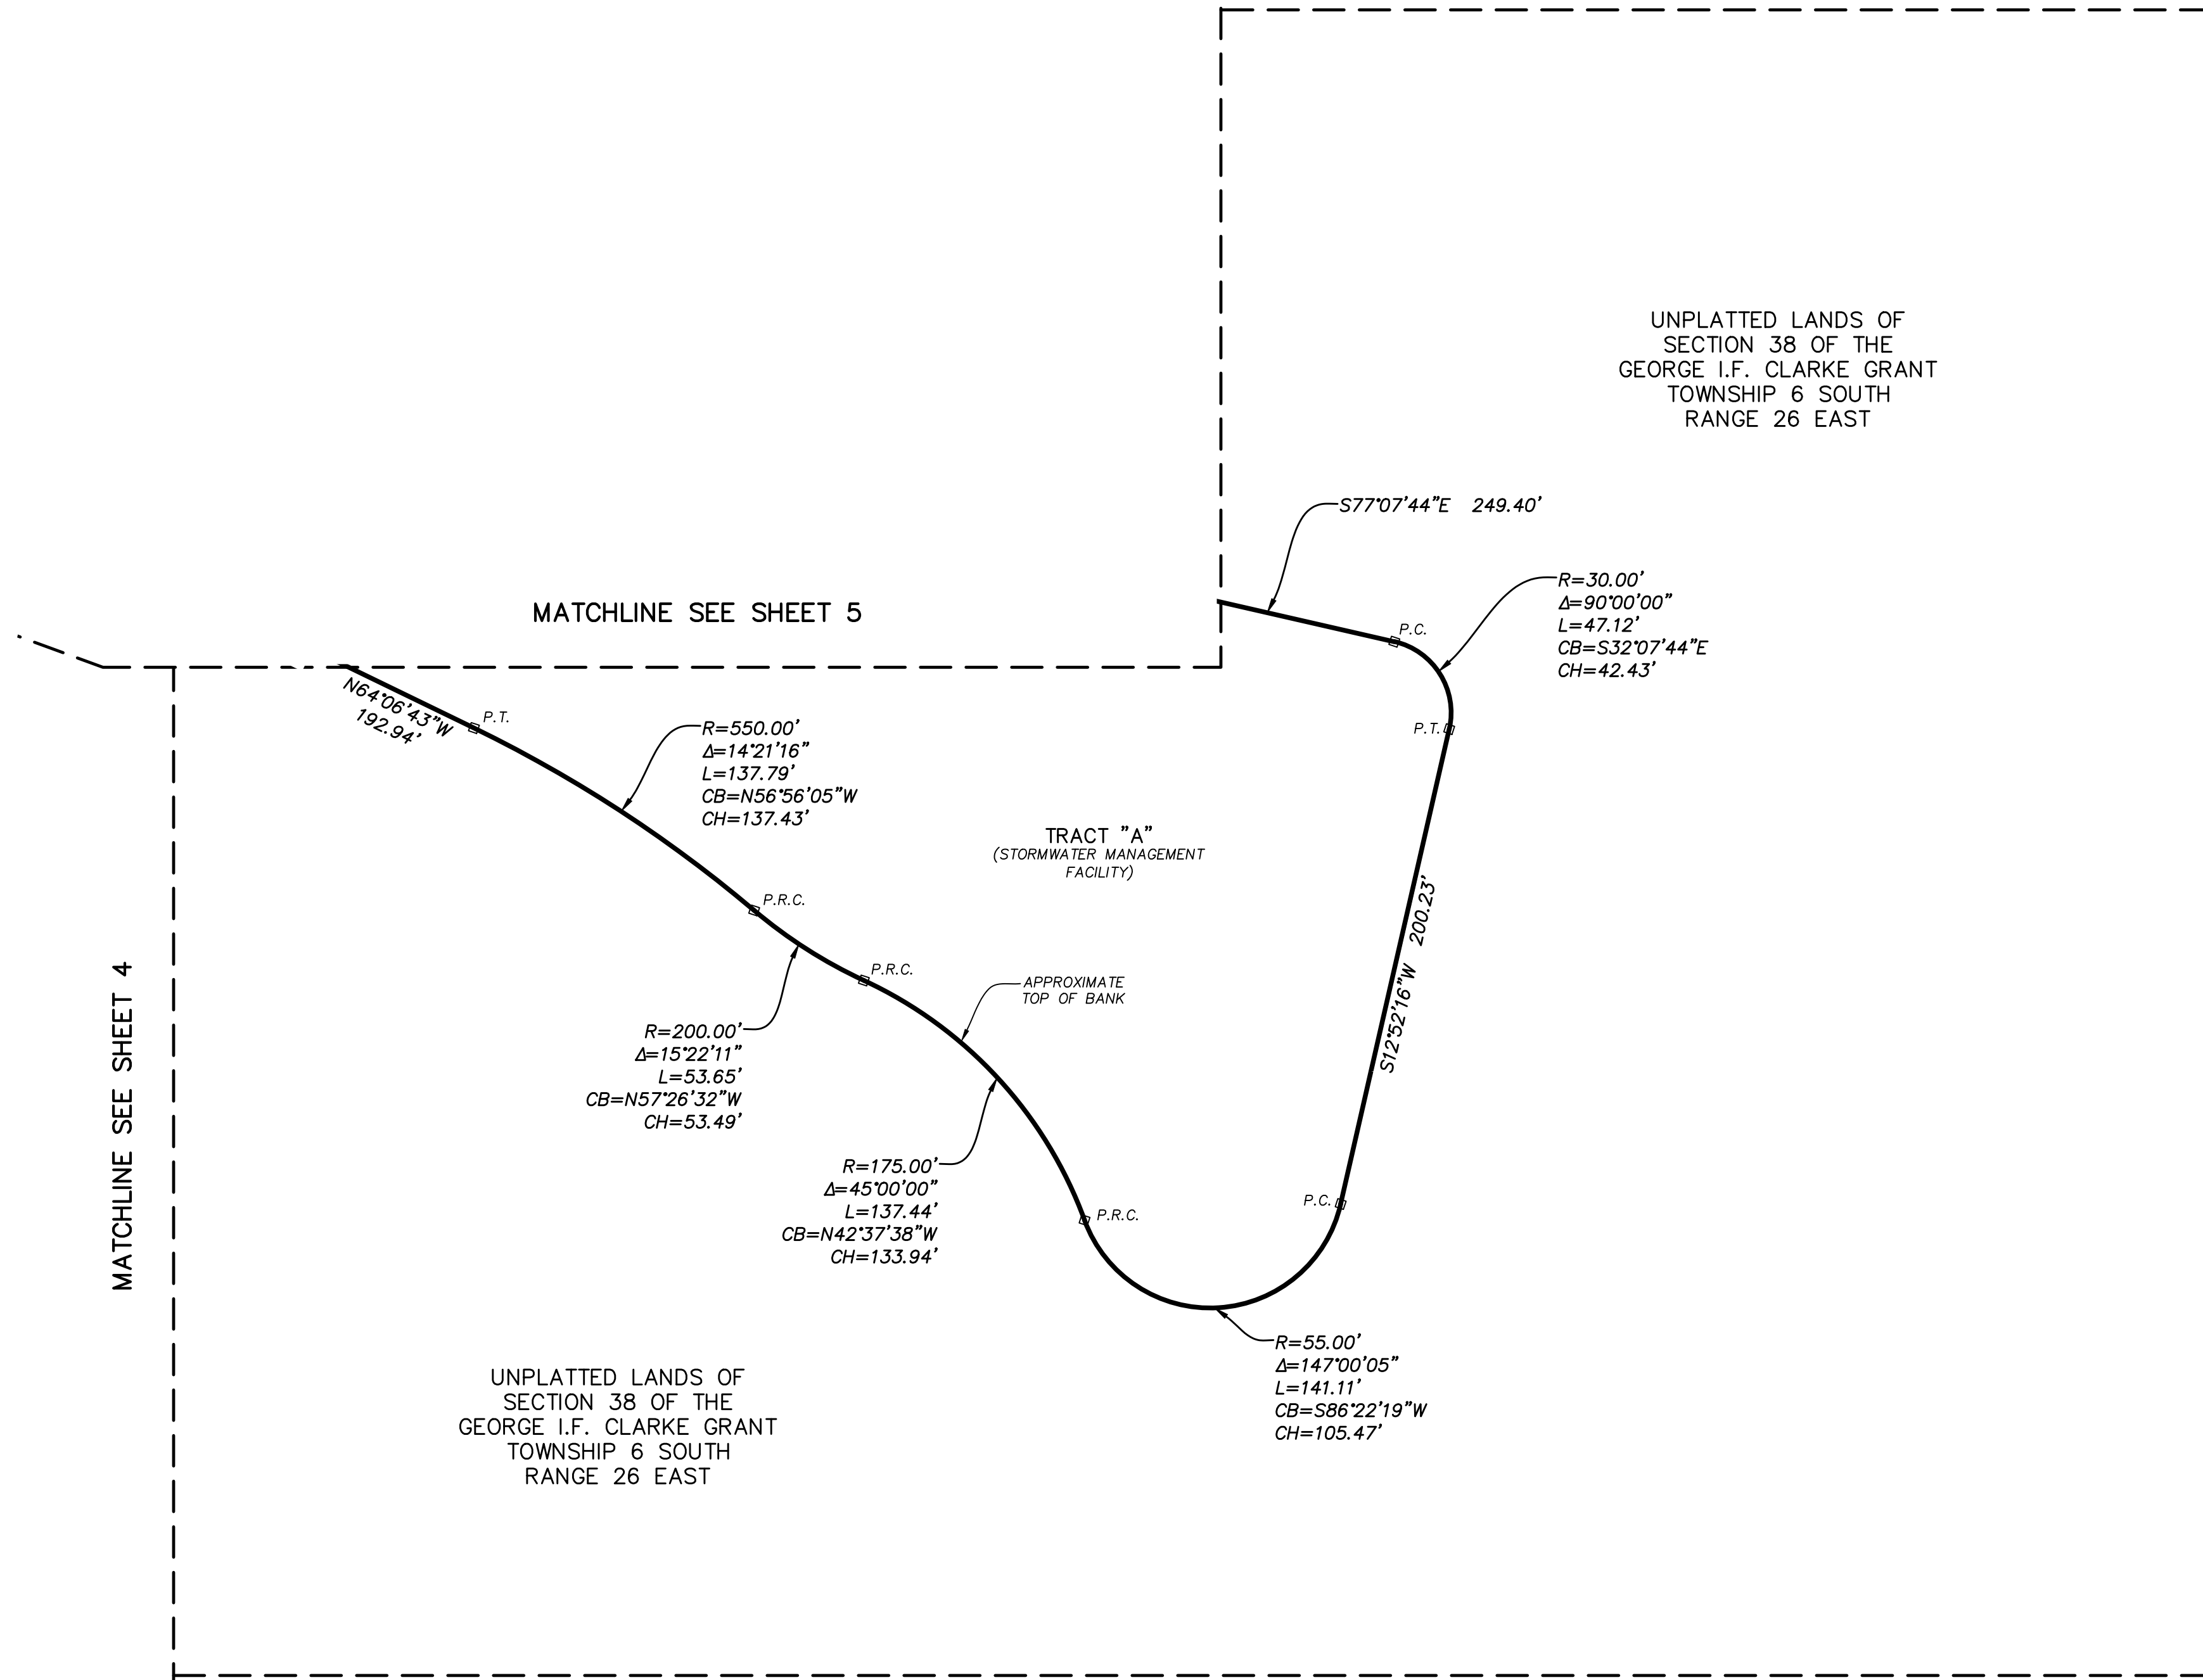 UNPLATTED LANDS OF
SECTION 38 OF THE
GEORGE I.F. CLARKE GRANT
TOWNSHIP 6 SOUTH
RANGE 26 EAST
S77°07'44"E 249.40'
R=30.00'
Δ=90°00'00"
L=47.12'
CB=S32°07'44"E
CH=42.43'
P.C.
P.T.
MATCHLINE SEE SHEET 5
N64°06'43"W
192.94'
P.T.
R=550.00'
Δ=14°21'16"
L=137.79'
CB=N56°56'05"W
CH=137.43'
TRACT "A"
(STORMWATER MANAGEMENT
FACILITY)
P.R.C.
S12°52'16"W 200.23'
P.R.C.
APPROXIMATE
TOP OF BANK
MATCHLINE SEE SHEET 4
R=200.00'
Δ=15°22'11"
L=53.65'
CB=N57°26'32"W
CH=53.49'
R=175.00'
Δ=45°00'00"
L=137.44'
CB=N42°37'38"W
CH=133.94'
P.R.C.
P.C.
R=55.00'
Δ=147°00'05"
L=141.11'
CB=S86°22'19"W
CH=105.47'
UNPLATTED LANDS OF
SECTION 38 OF THE
GEORGE I.F. CLARKE GRANT
TOWNSHIP 6 SOUTH
RANGE 26 EAST